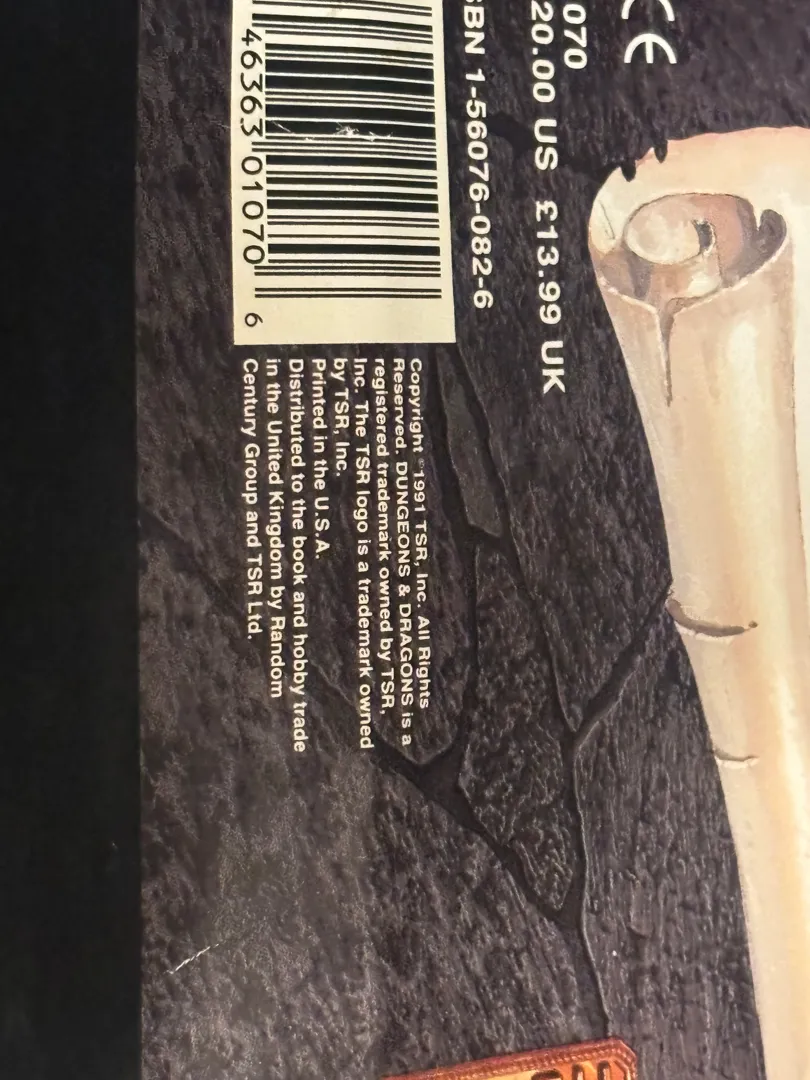 CE
070
20.00 US £13.99 UK
SBN 1-56076-082-6
46363 01070 6
Copyright ©1991 TSR, Inc. All Rights
Reserved. DUNGEONS & DRAGONS is a
registered trademark owned by TSR,
Inc. The TSR logo is a trademark owned
by TSR, Inc.
Printed in the U.S.A.
Distributed to the book and hobby trade
in the United Kingdom by Random
Century Group and TSR Ltd.